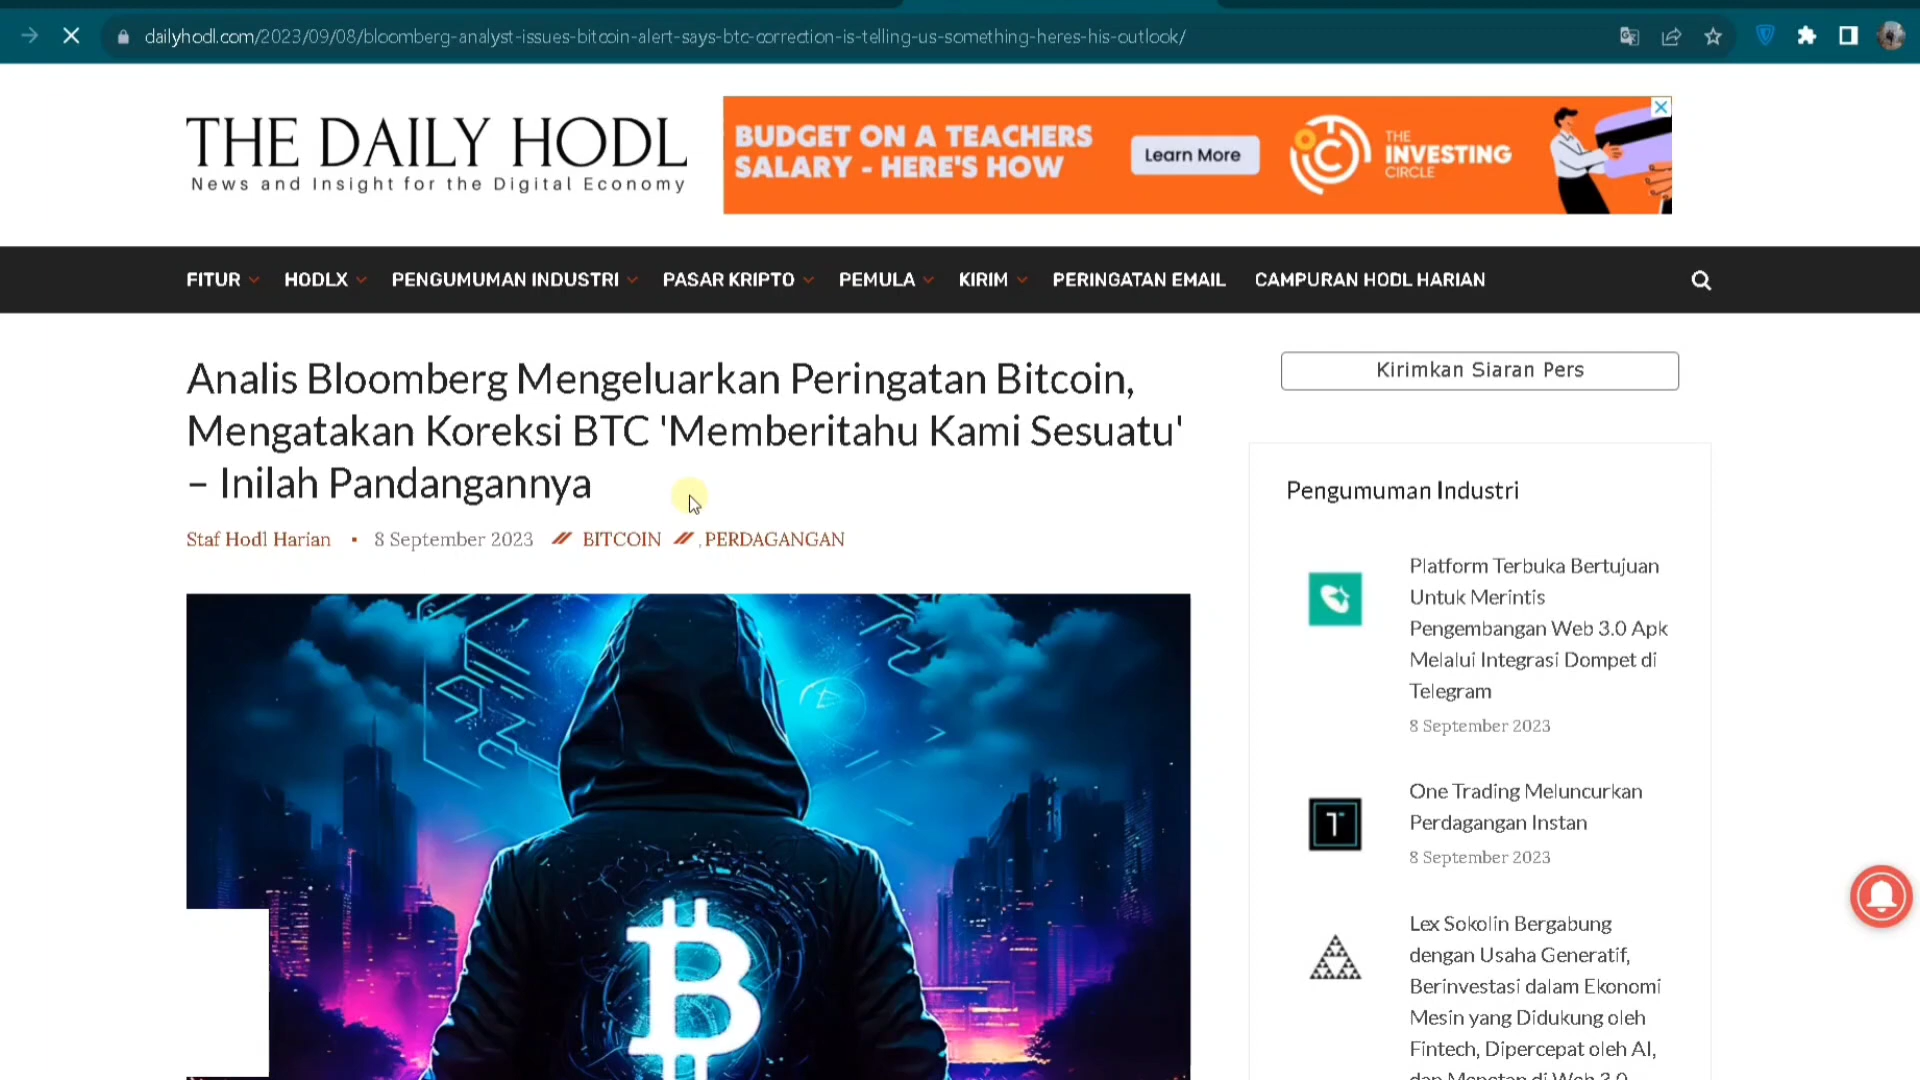 dailyhodl.com/2023/09/08/bloomberg-analyst-issues-bitcoin-alert-says-btc-correction-is-telling-us-something-heres-his-outlook/
THE DAILY HODL
News and Insight for the Digital Economy
BUDGET ON A TEACHERS
SALARY - HERE'S HOW
Learn More
THE
INVESTING
CIRCLE
FITUR
HODLX
PENGUMUMAN INDUSTRI
PASAR KRIPTO
PEMULA
KIRIM
PERINGATAN EMAIL
CAMPURAN HODL HARIAN
Analis Bloomberg Mengeluarkan Peringatan Bitcoin,
Mengatakan Koreksi BTC 'Memberitahu Kami Sesuatu'
– Inilah Pandangannya
Staf Hodl Harian • 8 September 2023 // BITCOIN // , PERDAGANGAN
Kirimkan Siaran Pers
Pengumuman Industri
Platform Terbuka Bertujuan
Untuk Merintis
Pengembangan Web 3.0 Apk
Melalui Integrasi Dompet di
Telegram
8 September 2023
One Trading Meluncurkan
Perdagangan Instan
8 September 2023
Lex Sokolin Bergabung
dengan Usaha Generatif,
Berinvestasi dalam Ekonomi
Mesin yang Didukung oleh
Fintech, Dipercepat oleh AI,
dan Menetap di Web 3.0